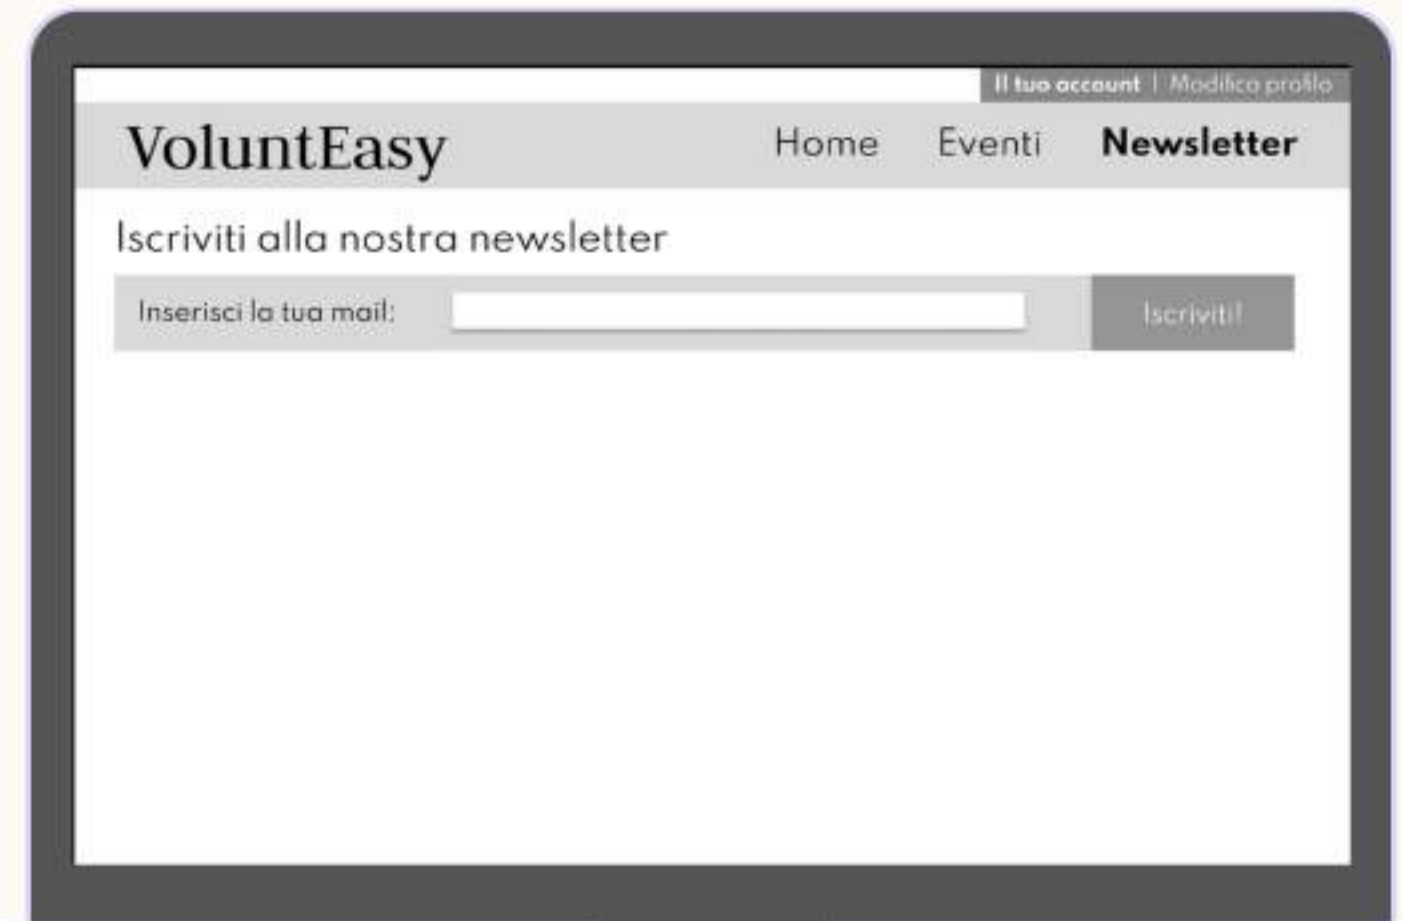 Il tuo account | Modifica profilo
VoluntEasy Home Eventi Newsletter
Iscriviti alla nostra newsletter
Inserisci la tua mail: Iscriviti!